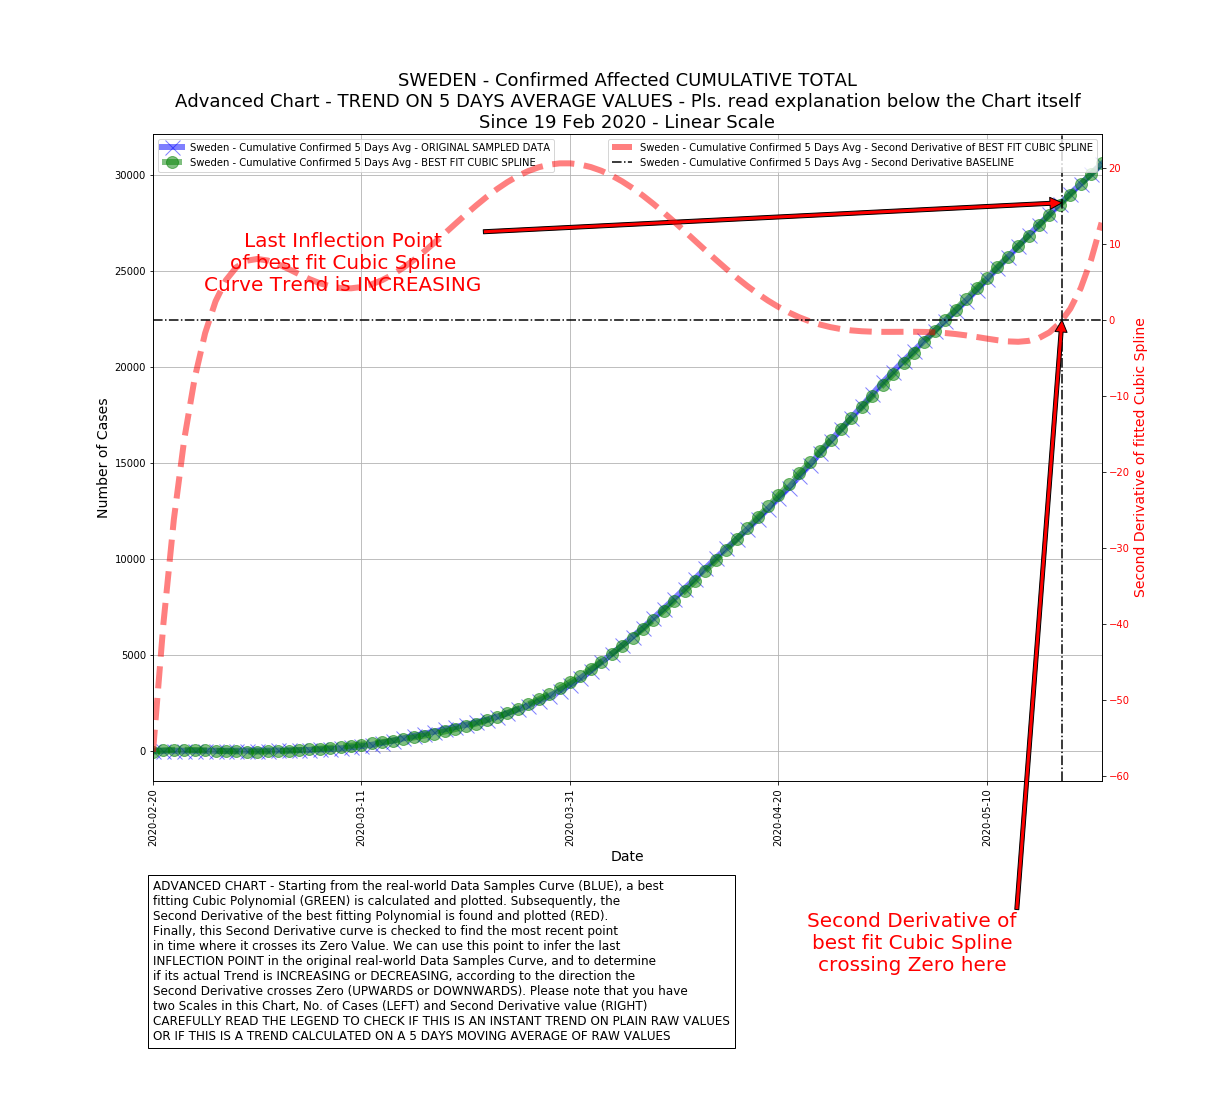 SWEDEN - Confirmed Affected CUMULATIVE TOTAL
Advanced Chart - TREND ON 5 DAYS AVERAGE VALUES - Pls. read explanation below the Chart itself
Since 19 Feb 2020 - Linear Scale
Sweden - Cumulative Confirmed 5 Days Avg - ORIGINAL SAMPLED DATA
Sweden - Cumulative Confirmed 5 Days Avg - BEST FIT CUBIC SPLINE
Sweden - Cumulative Confirmed 5 Days Avg - Second Derivative of BEST FIT CUBIC SPLINE
Sweden - Cumulative Confirmed 5 Days Avg - Second Derivative BASELINE
Last Inflection Point
of best fit Cubic Spline
Curve Trend is INCREASING
Number of Cases
30000
25000
20000
15000
10000
5000
0
20
10
0
−10
−20
−30
−40
−50
−60
Second Derivative of fitted Cubic Spline
2020-02-20
2020-03-11
2020-03-31
2020-04-20
2020-05-10
Date
Second Derivative of
best fit Cubic Spline
crossing Zero here
ADVANCED CHART - Starting from the real-world Data Samples Curve (BLUE), a best
fitting Cubic Polynomial (GREEN) is calculated and plotted. Subsequently, the
Second Derivative of the best fitting Polynomial is found and plotted (RED).
Finally, this Second Derivative curve is checked to find the most recent point
in time where it crosses its Zero Value. We can use this point to infer the last
INFLECTION POINT in the original real-world Data Samples Curve, and to determine
if its actual Trend is INCREASING or DECREASING, according to the direction the
Second Derivative crosses Zero (UPWARDS or DOWNWARDS). Please note that you have
two Scales in this Chart, No. of Cases (LEFT) and Second Derivative value (RIGHT)
CAREFULLY READ THE LEGEND TO CHECK IF THIS IS AN INSTANT TREND ON PLAIN RAW VALUES
OR IF THIS IS A TREND CALCULATED ON A 5 DAYS MOVING AVERAGE OF RAW VALUES